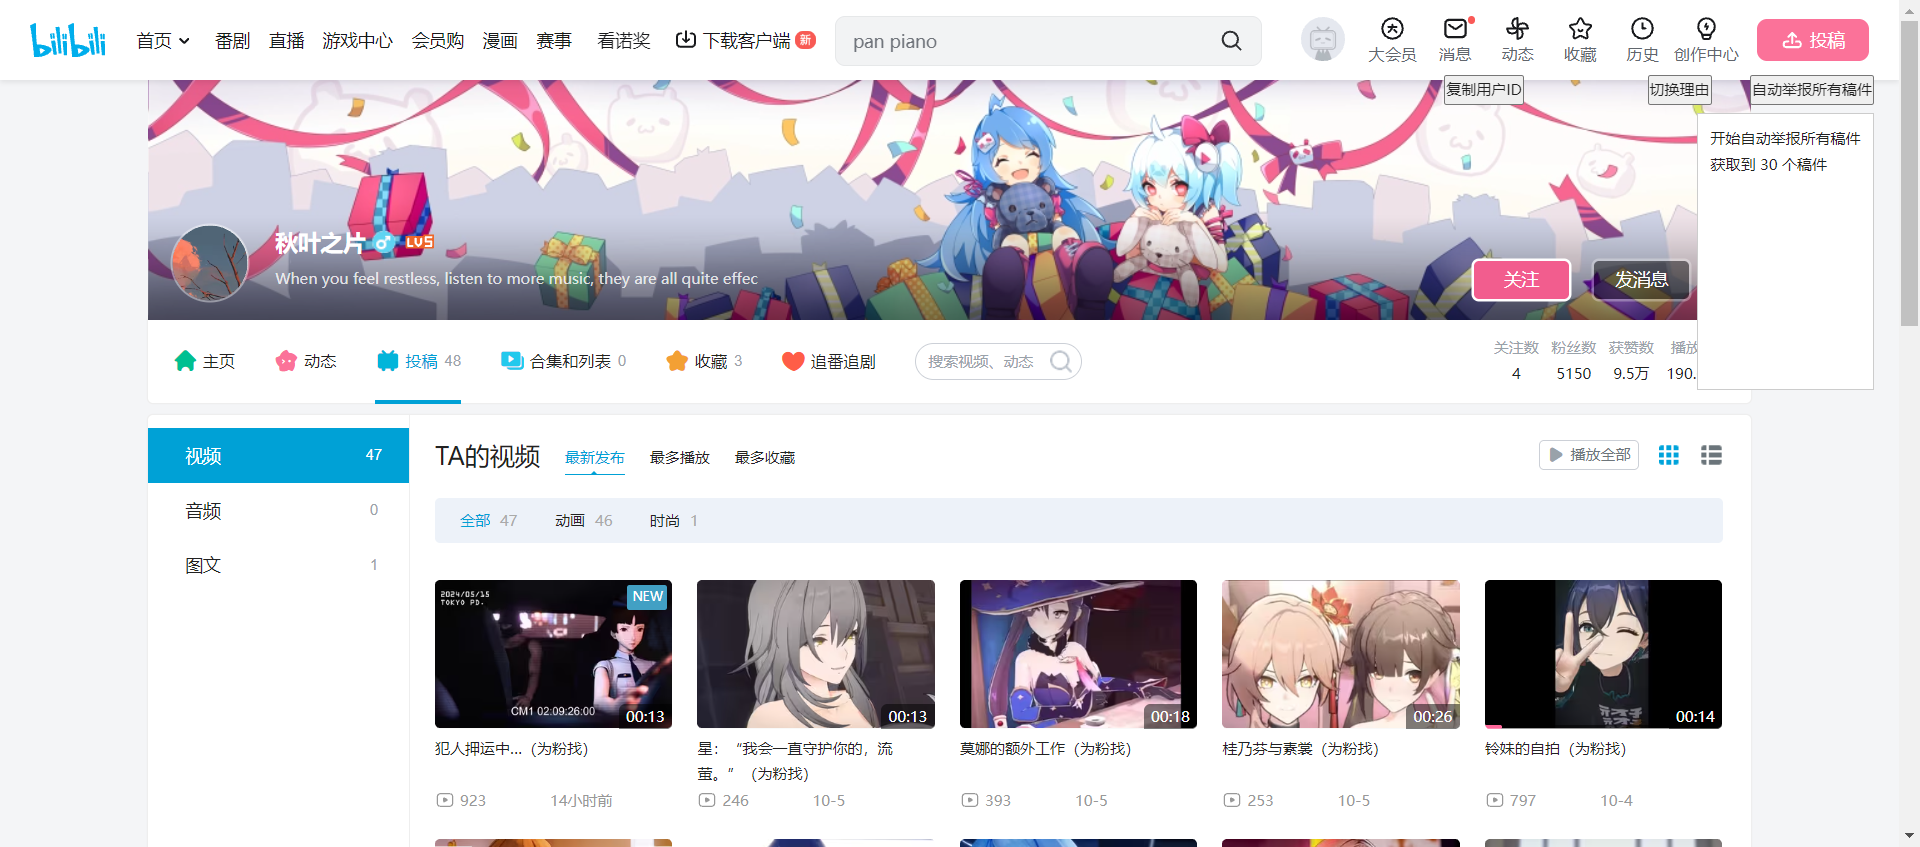 bilibili
首页 番剧 直播 游戏中心 会员购 漫画 赛事 看诺奖 下载客户端 新
pan piano
大会员 消息 动态 收藏 历史 创作中心 投稿
复制用户ID 切换理由 自动举报所有稿件
开始自动举报所有稿件
获取到 30 个稿件
秋叶之片 LV5
When you feel restless, listen to more music, they are all quite effec
关注 发消息
主页 动态 投稿 48 合集和列表 0 收藏 3 追番追剧 搜索视频、动态
关注数 粉丝数 获赞数 播放
4 5150 9.5万 190.
视频 47
音频 0
图文 1
TA的视频 最新发布 最多播放 最多收藏 播放全部
全部 47 动画 46 时尚 1
2024/05/15
TOKYO PD.
NEW
CM1 02:09:26:00
00:13
犯人押运中...（为粉找）
923 14小时前
00:13
星：“我会一直守护你的，流
萤。”（为粉找）
246 10-5
00:18
莫娜的额外工作（为粉找）
393 10-5
00:26
桂乃芬与素裳（为粉找）
253 10-5
00:14
铃妹的自拍（为粉找）
797 10-4